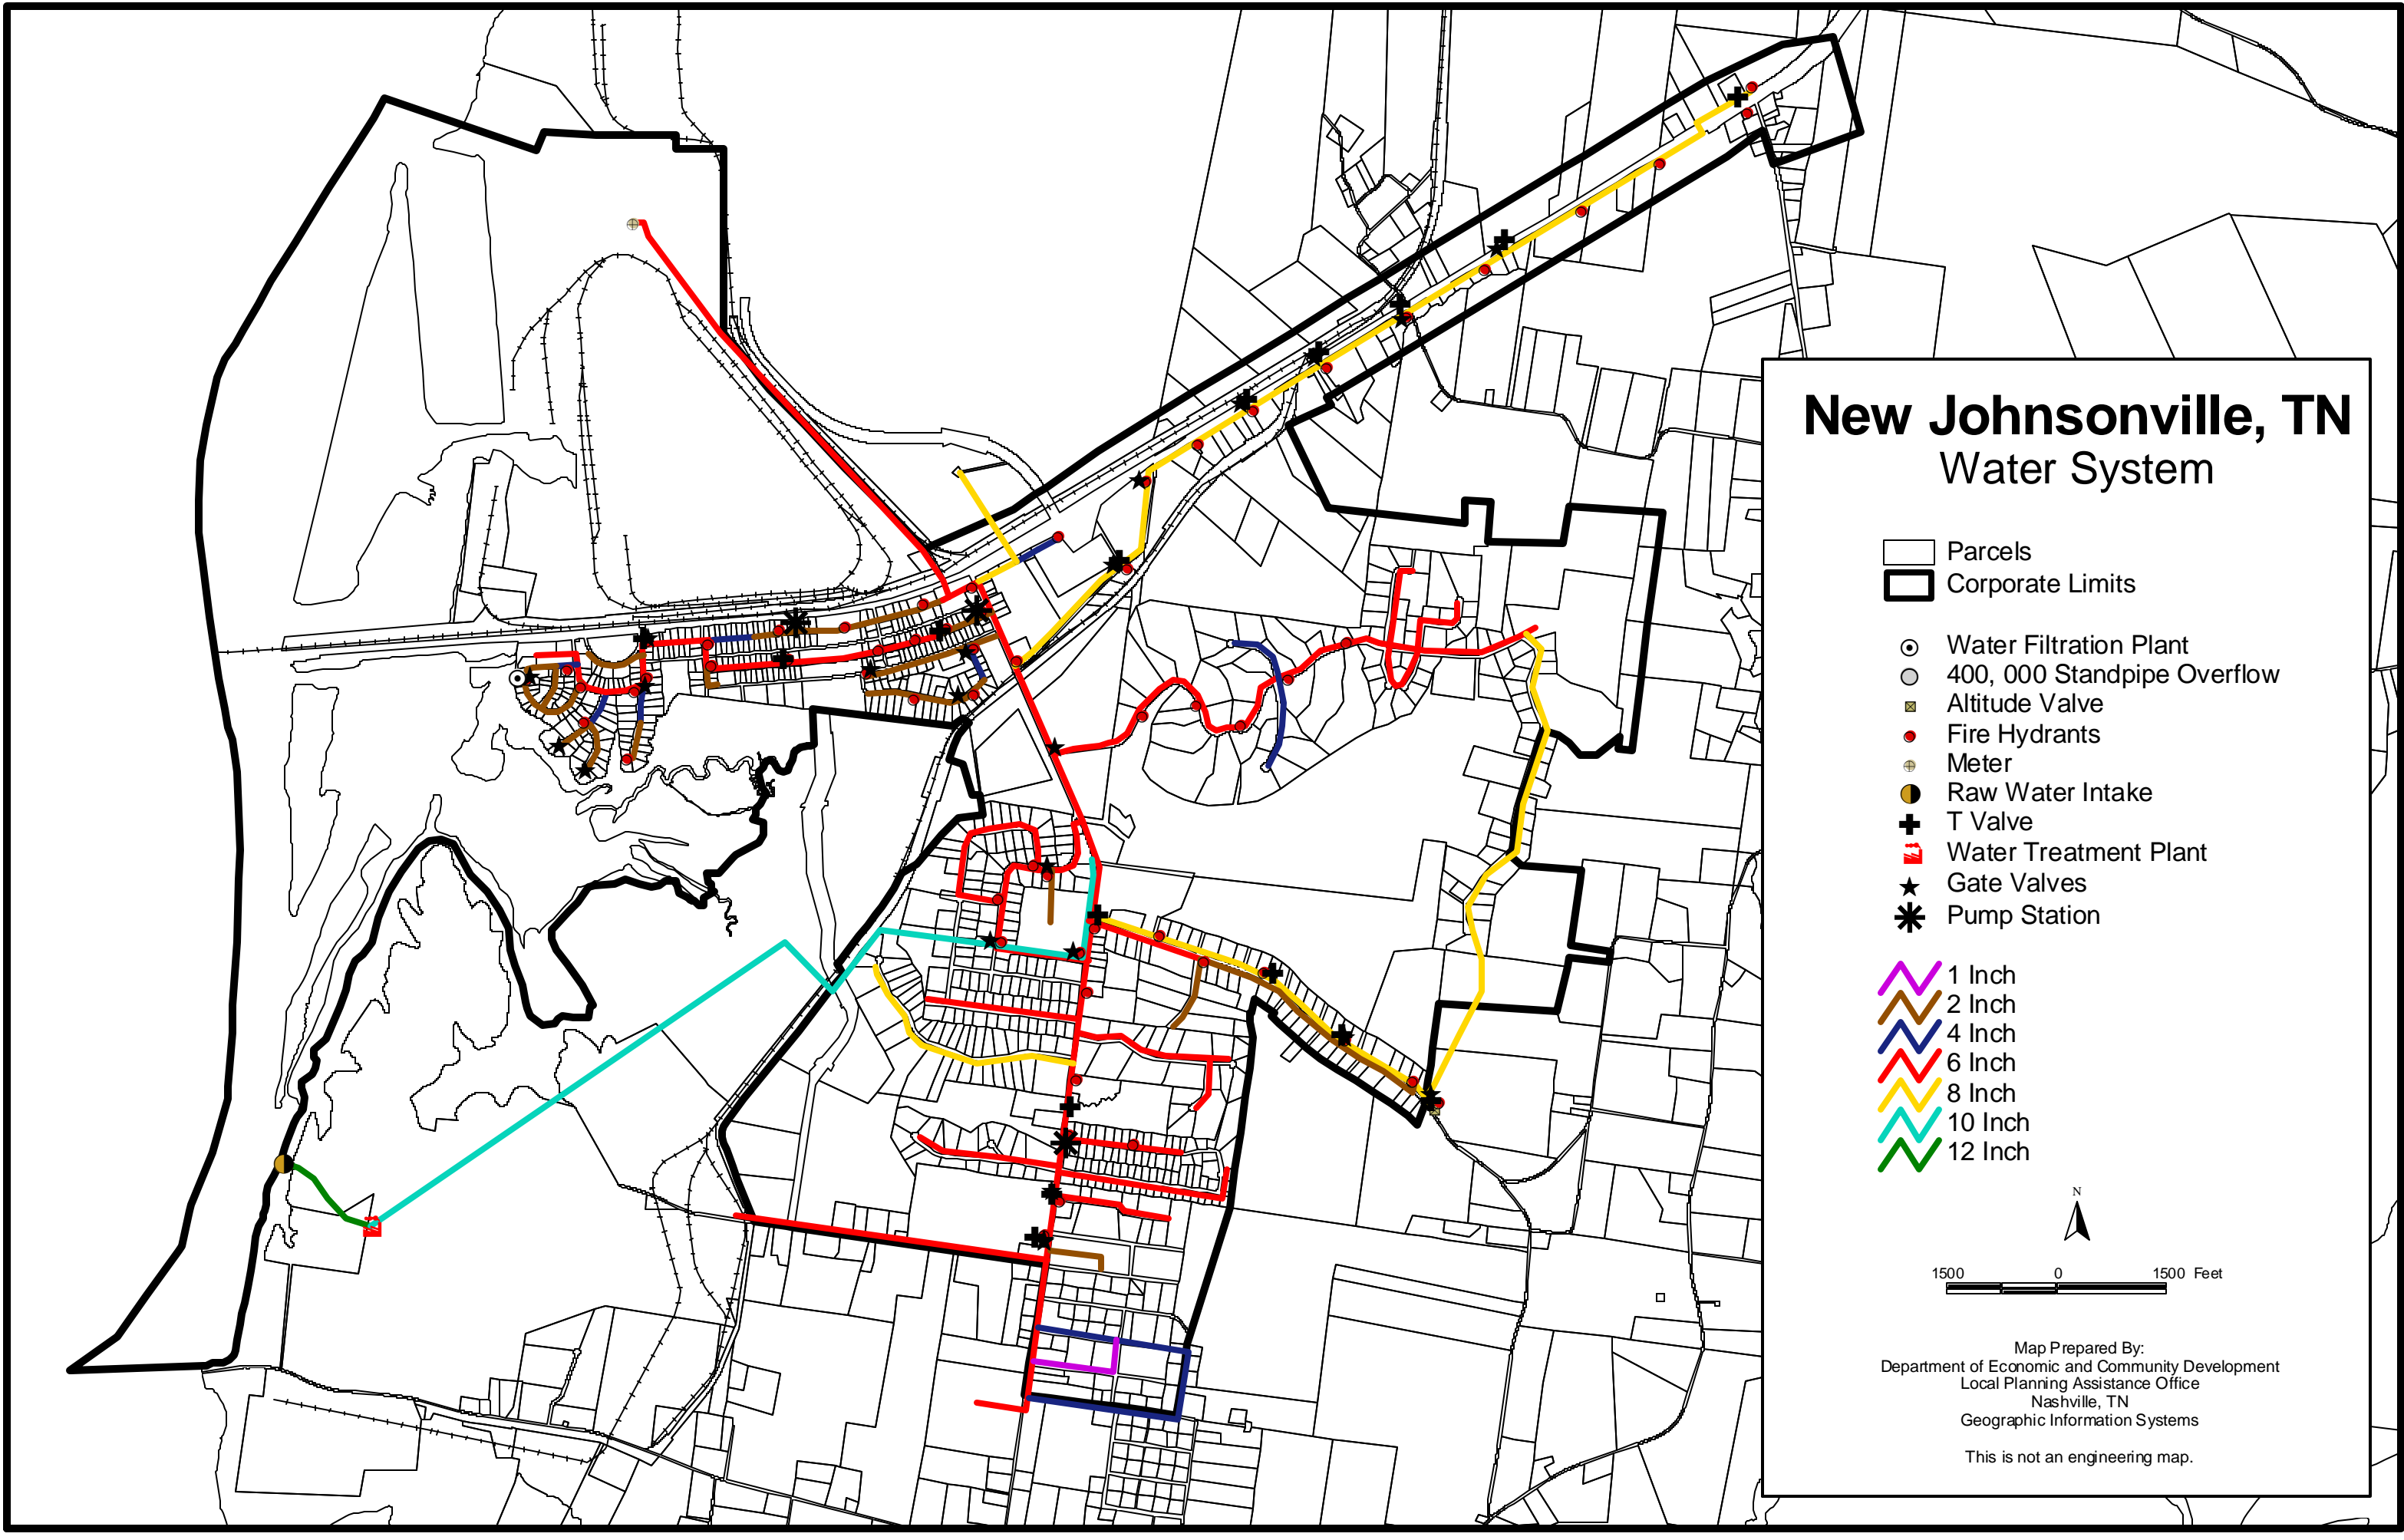 New Johnsonville, TN
Water System
Parcels
Corporate Limits
Water Filtration Plant
400, 000 Standpipe Overflow
Altitude Valve
Fire Hydrants
Meter
Raw Water Intake
T Valve
Water Treatment Plant
Gate Valves
Pump Station
1 Inch
2 Inch
4 Inch
6 Inch
8 Inch
10 Inch
12 Inch
N
1500 0 1500 Feet
Map Prepared By:
Department of Economic and Community Development
Local Planning Assistance Office
Nashville, TN
Geographic Information Systems
This is not an engineering map.